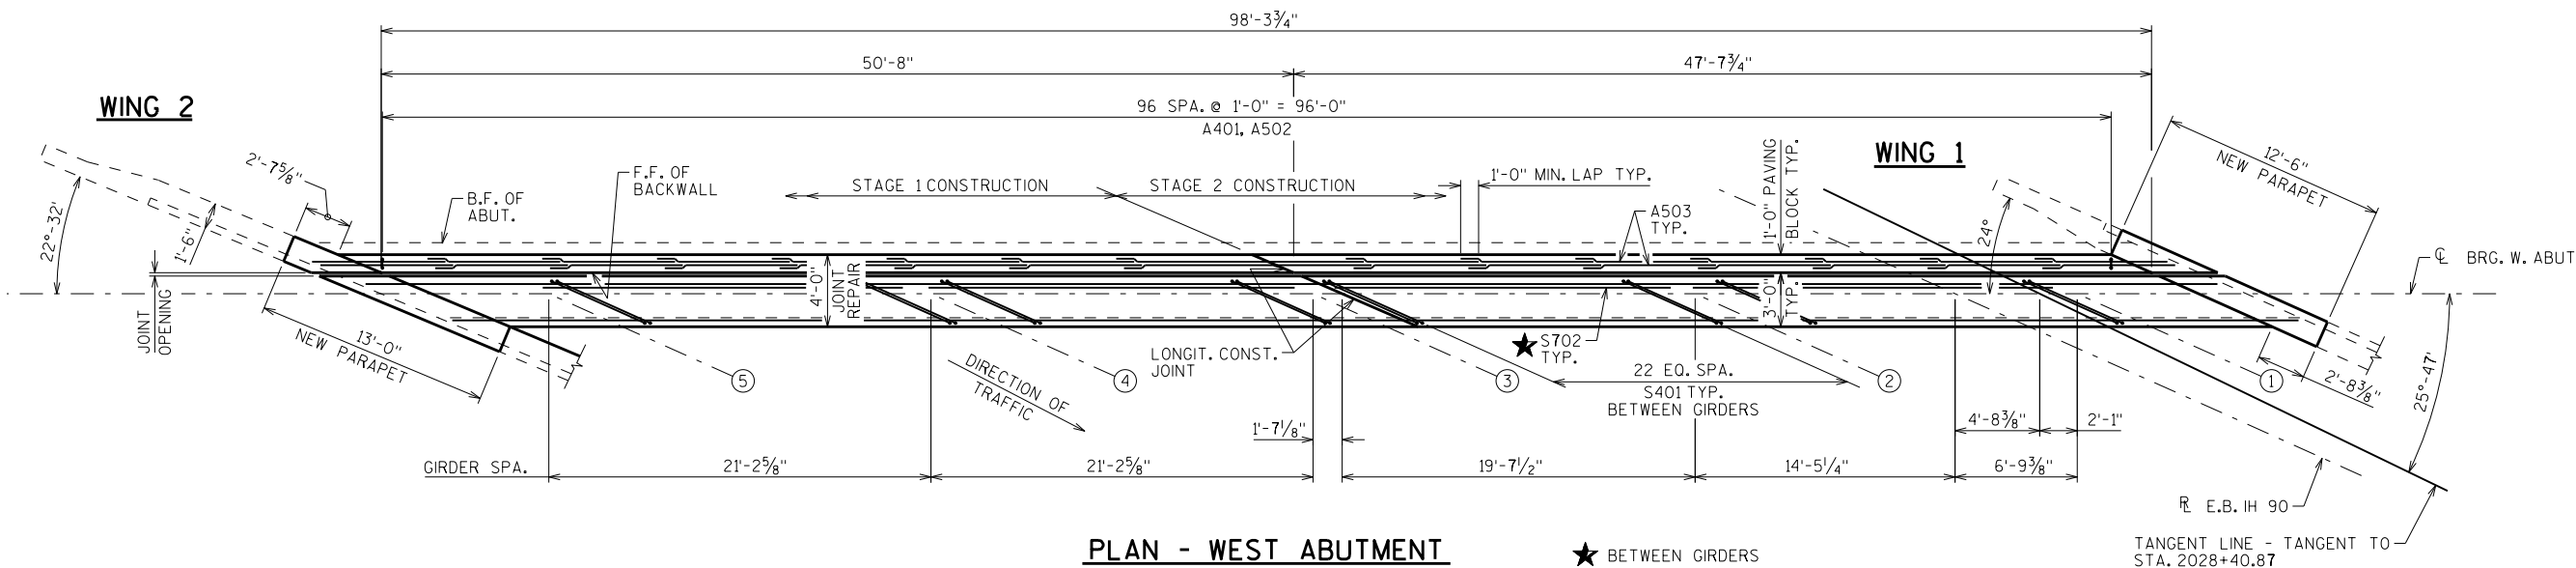 98'-3¾"
50'-8"
47'-7¾"
WING 2
96 SPA. @ 1'-0" = 96'-0"
A401, A502
WING 1
12'-6"
NEW PARAPET
2'-7⅝"
F.F. OF
BACKWALL
STAGE 1 CONSTRUCTION
STAGE 2 CONSTRUCTION
1'-0" MIN. LAP TYP.
1'-0" PAVING
BLOCK TYP.
B.F. OF
ABUT.
A503
TYP.
22°-32'
1'-6"
24°
℄ BRG. W. ABUT
JOINT
OPENING
4'-0"
JOINT
REPAIR
3'-0"
TYP.
13'-0"
NEW PARAPET
LONGIT. CONST.
JOINT
★ S702
TYP.
DIRECTION OF
TRAFFIC
5
4
3
2
1
22 EQ. SPA.
S401 TYP.
BETWEEN GIRDERS
2'-8⅜"
25°-47'
1'-7⅛"
4'-8⅜"
2'-1"
GIRDER SPA.
21'-2⅝"
21'-2⅝"
19'-7½"
14'-5¼"
6'-9⅜"
RL E.B. IH 90
PLAN - WEST ABUTMENT
★ BETWEEN GIRDERS
TANGENT LINE - TANGENT TO
STA. 2028+40.87